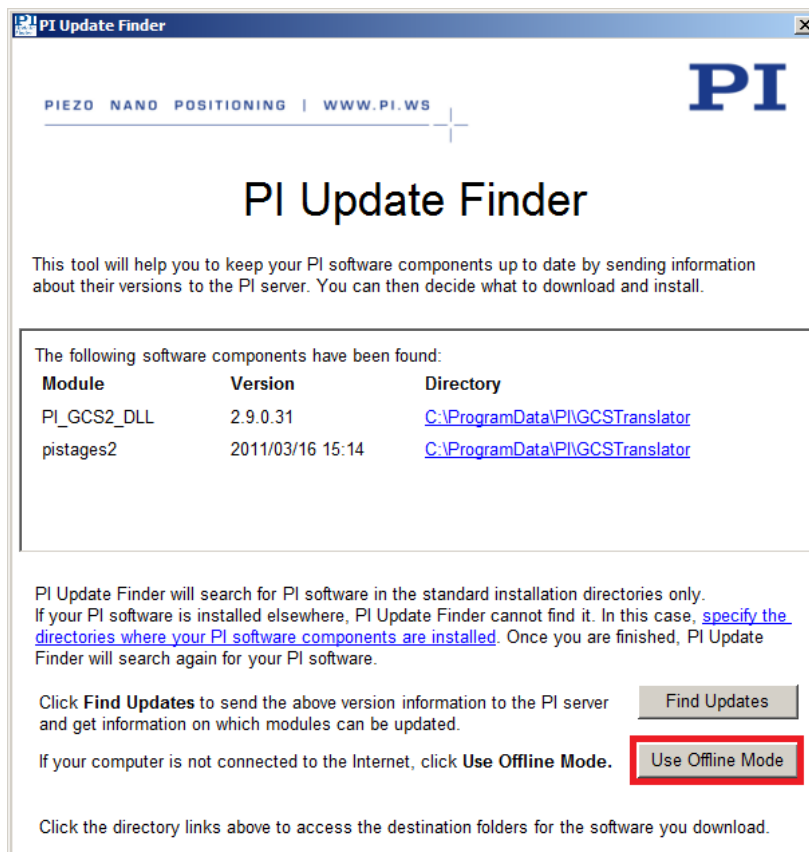 PI Update Finder
PI
PIEZO NANO POSITIONING | WWW.PI.WS
PI Update Finder
This tool will help you to keep your PI software components up to date by sending information
about their versions to the PI server. You can then decide what to download and install.
The following software components have been found:
Module Version Directory
PI_GCS2_DLL 2.9.0.31 C:\ProgramData\PI\GCSTranslator
pistages2 2011/03/16 15:14 C:\ProgramData\PI\GCSTranslator
PI Update Finder will search for PI software in the standard installation directories only.
If your PI software is installed elsewhere, PI Update Finder cannot find it. In this case, specify the
directories where your PI software components are installed. Once you are finished, PI Update
Finder will search again for your PI software.
Click Find Updates to send the above version information to the PI server
and get information on which modules can be updated.
Find Updates
If your computer is not connected to the Internet, click Use Offline Mode.
Use Offline Mode
Click the directory links above to access the destination folders for the software you download.